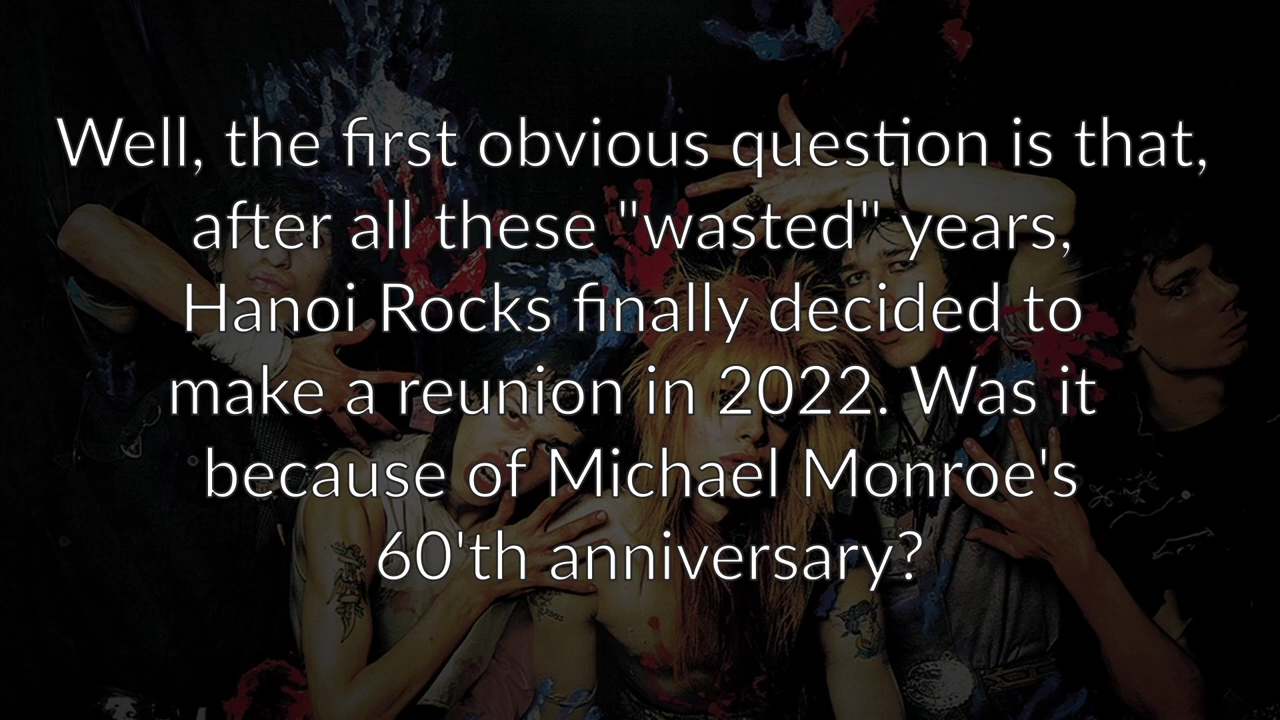 Well, the first obvious question is that,
after all these "wasted" years,
Hanoi Rocks finally decided to
make a reunion in 2022. Was it
because of Michael Monroe's
60'th anniversary?